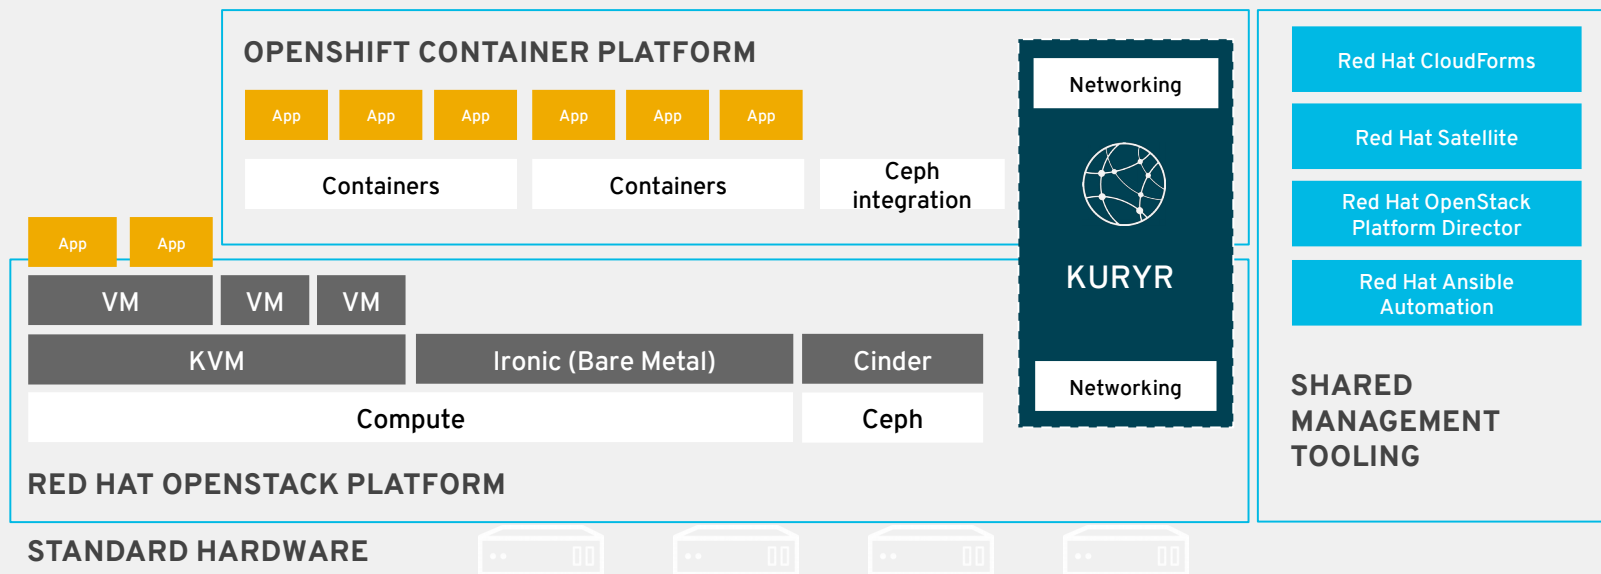 OPENSHIFT CONTAINER PLATFORM
App App App App App App
Containers Containers Ceph
integration
Networking
KURYR
Networking
App App
VM VM VM
KVM Ironic (Bare Metal) Cinder
Compute Ceph
RED HAT OPENSTACK PLATFORM
STANDARD HARDWARE
Red Hat CloudForms
Red Hat Satellite
Red Hat OpenStack
Platform Director
Red Hat Ansible
Automation
SHARED
MANAGEMENT
TOOLING